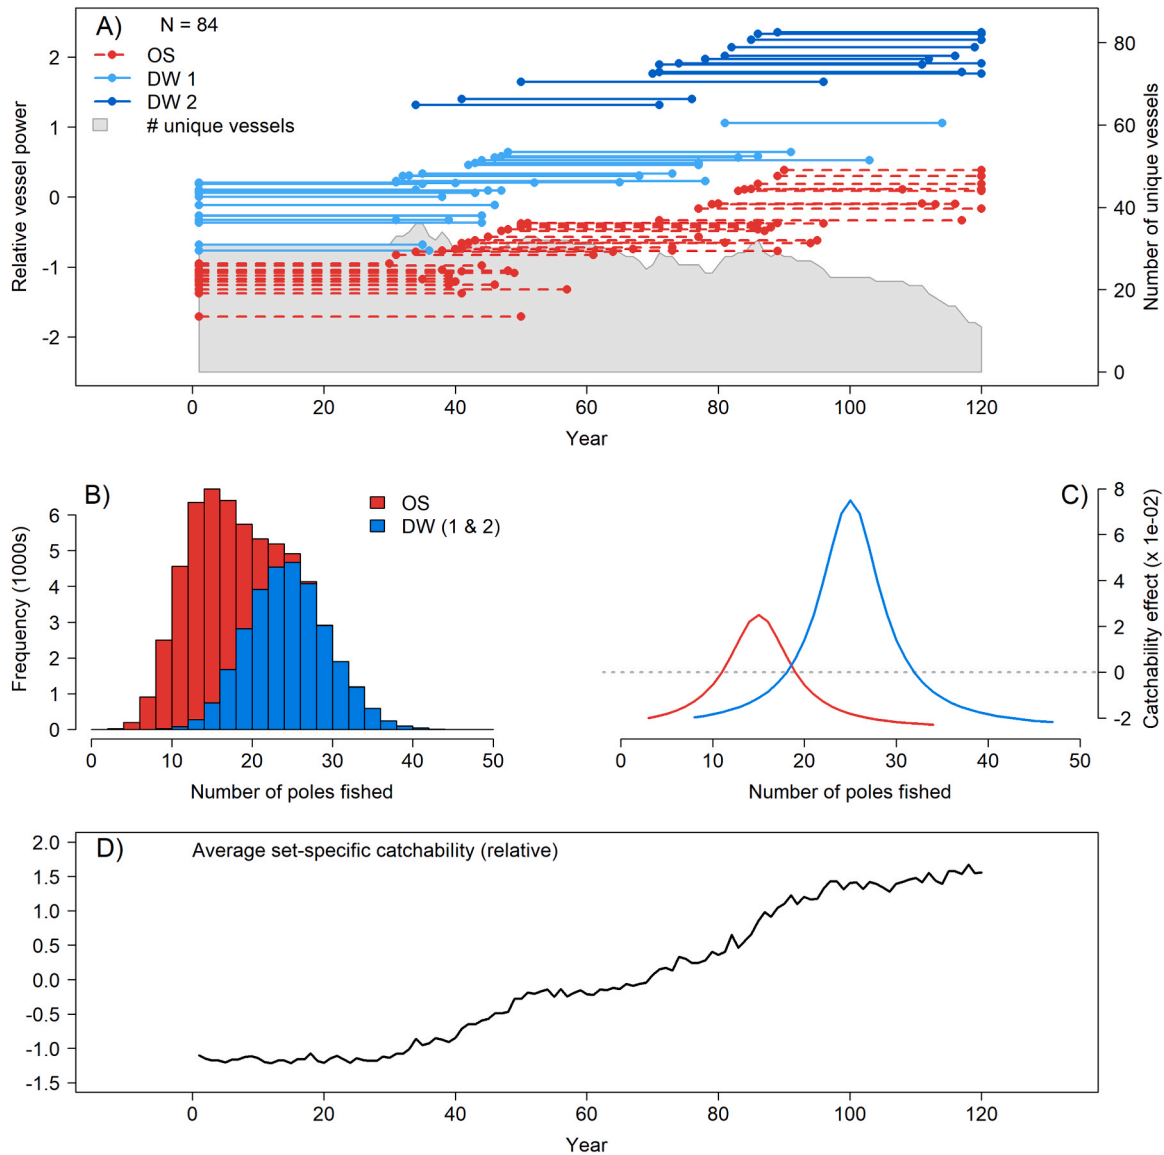 A) N = 84
OS
DW 1
DW 2
# unique vessels
Relative vessel power
2
1
0
-1
-2
Number of unique vessels
80
60
40
20
0
0 20 40 60 80 100 120
Year
B)
OS
DW (1 & 2)
Frequency (1000s)
6
5
4
3
2
1
0
0 10 20 30 40 50
Number of poles fished
C)
Catchability effect (x 1e-02)
8
6
4
2
0
-2
0 10 20 30 40 50
Number of poles fished
D) Average set-specific catchability (relative)
2.0
1.5
1.0
0.5
0.0
-0.5
-1.0
-1.5
0 20 40 60 80 100 120
Year